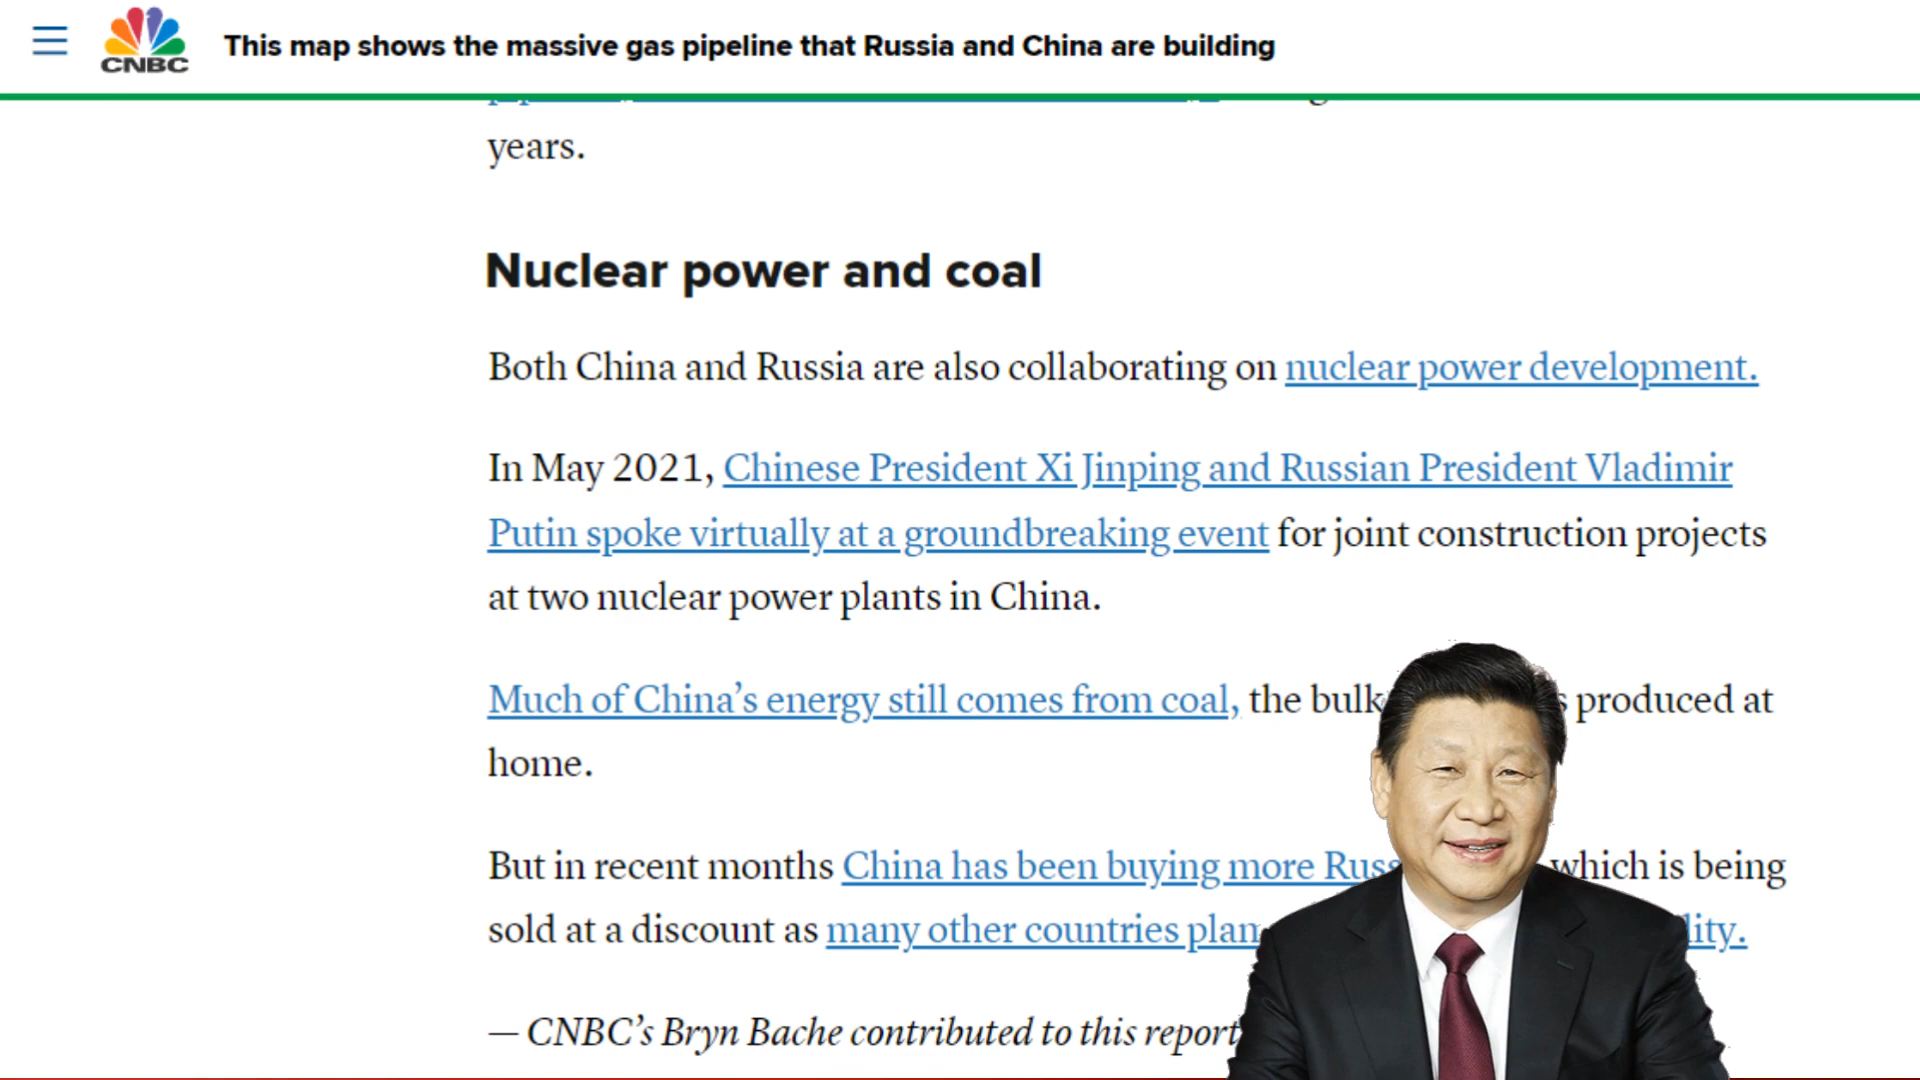 CNBC
This map shows the massive gas pipeline that Russia and China are building
years.
Nuclear power and coal
Both China and Russia are also collaborating on nuclear power development.
In May 2021, Chinese President Xi Jinping and Russian President Vladimir
Putin spoke virtually at a groundbreaking event for joint construction projects
at two nuclear power plants in China.
Much of China’s energy still comes from coal, the bulk produced at
home.
But in recent months China has been buying more which is being
sold at a discount as many other countries plan
— CNBC’s Bryn Bache contributed to this report